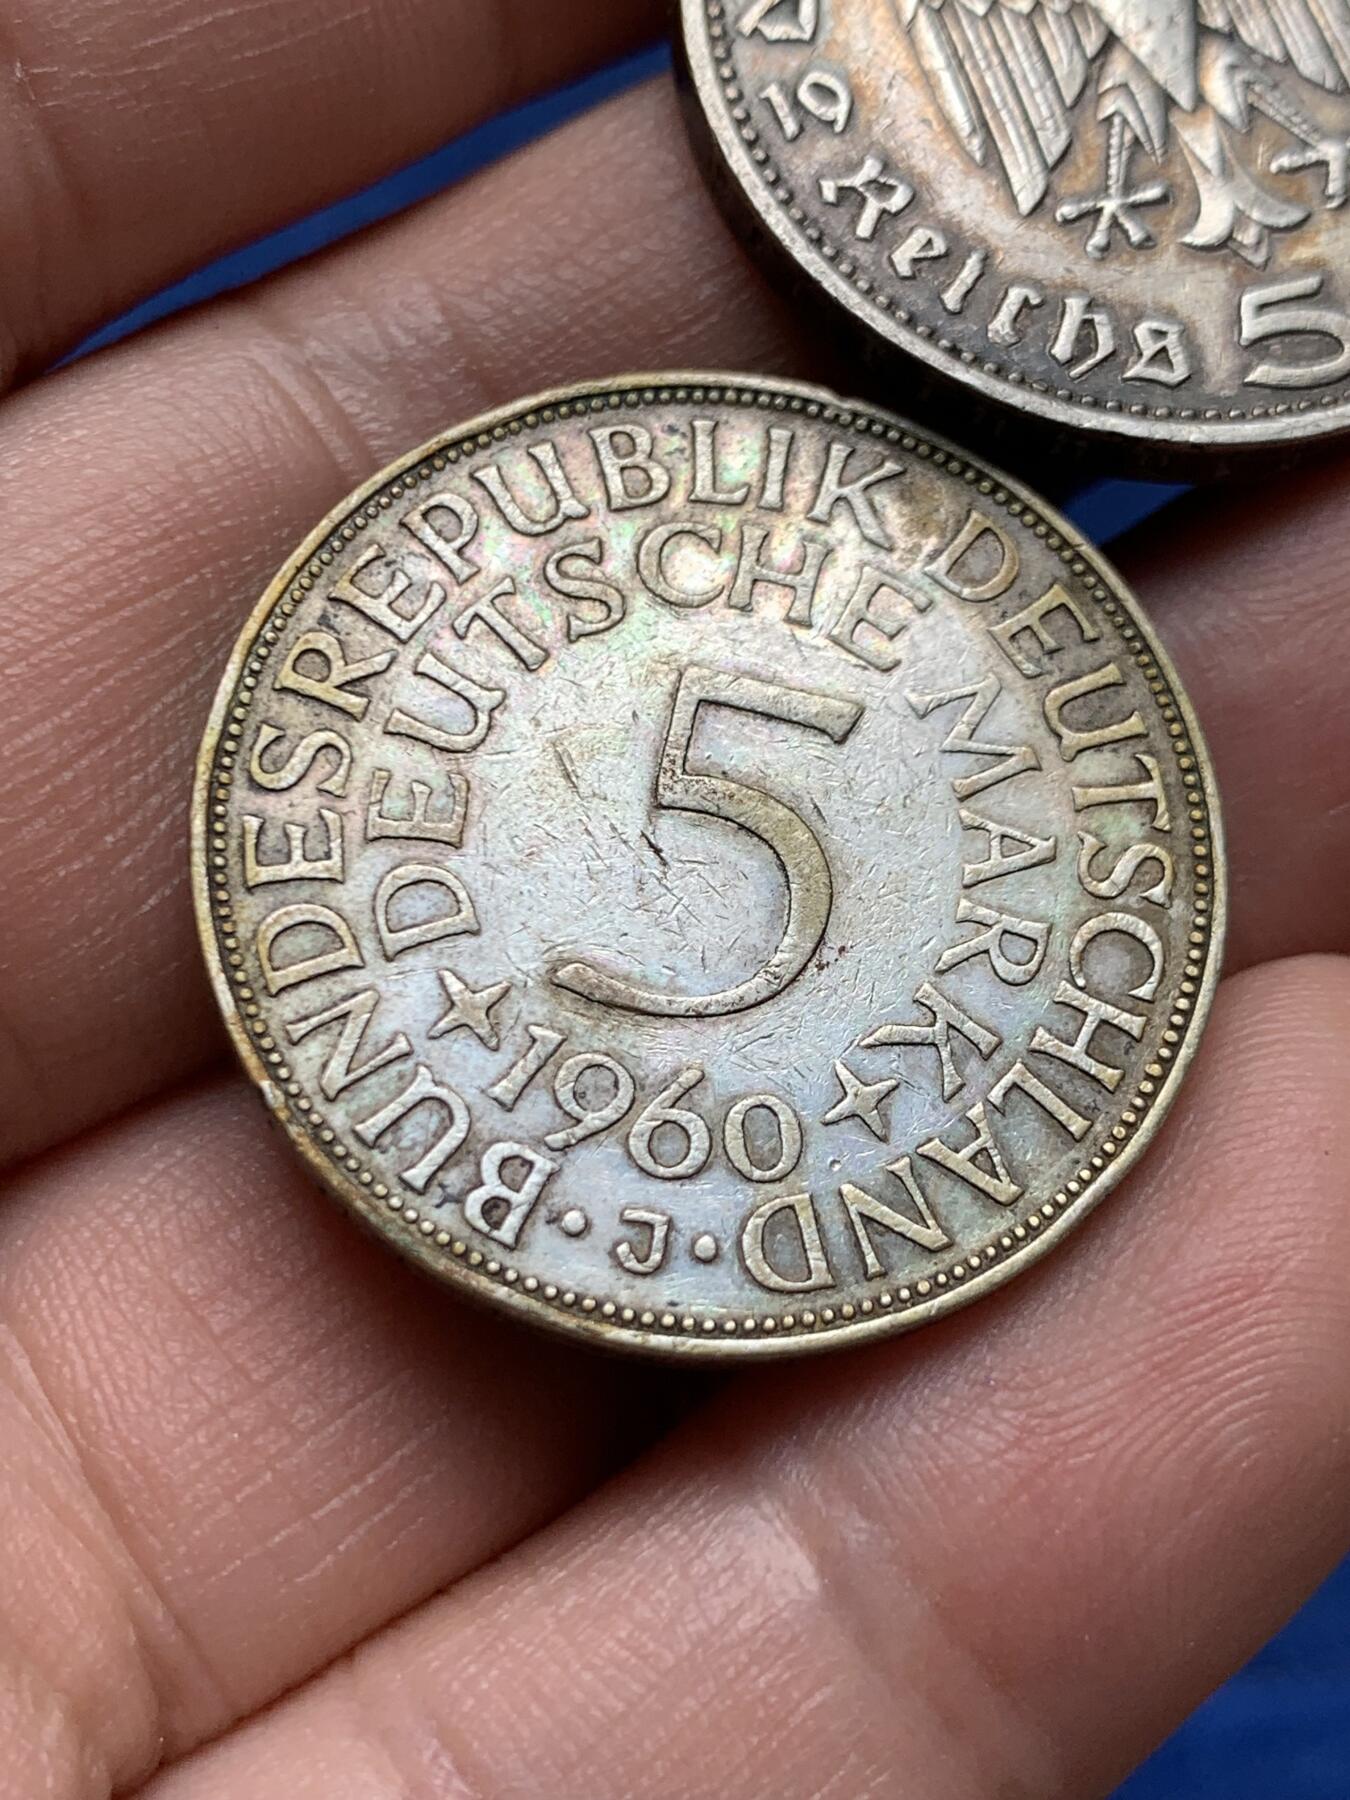 19
Reichs
5
BUNDESREPUBLIK DEUTSCHLAND
DEUTSCHE MARK
5
1960
· J ·